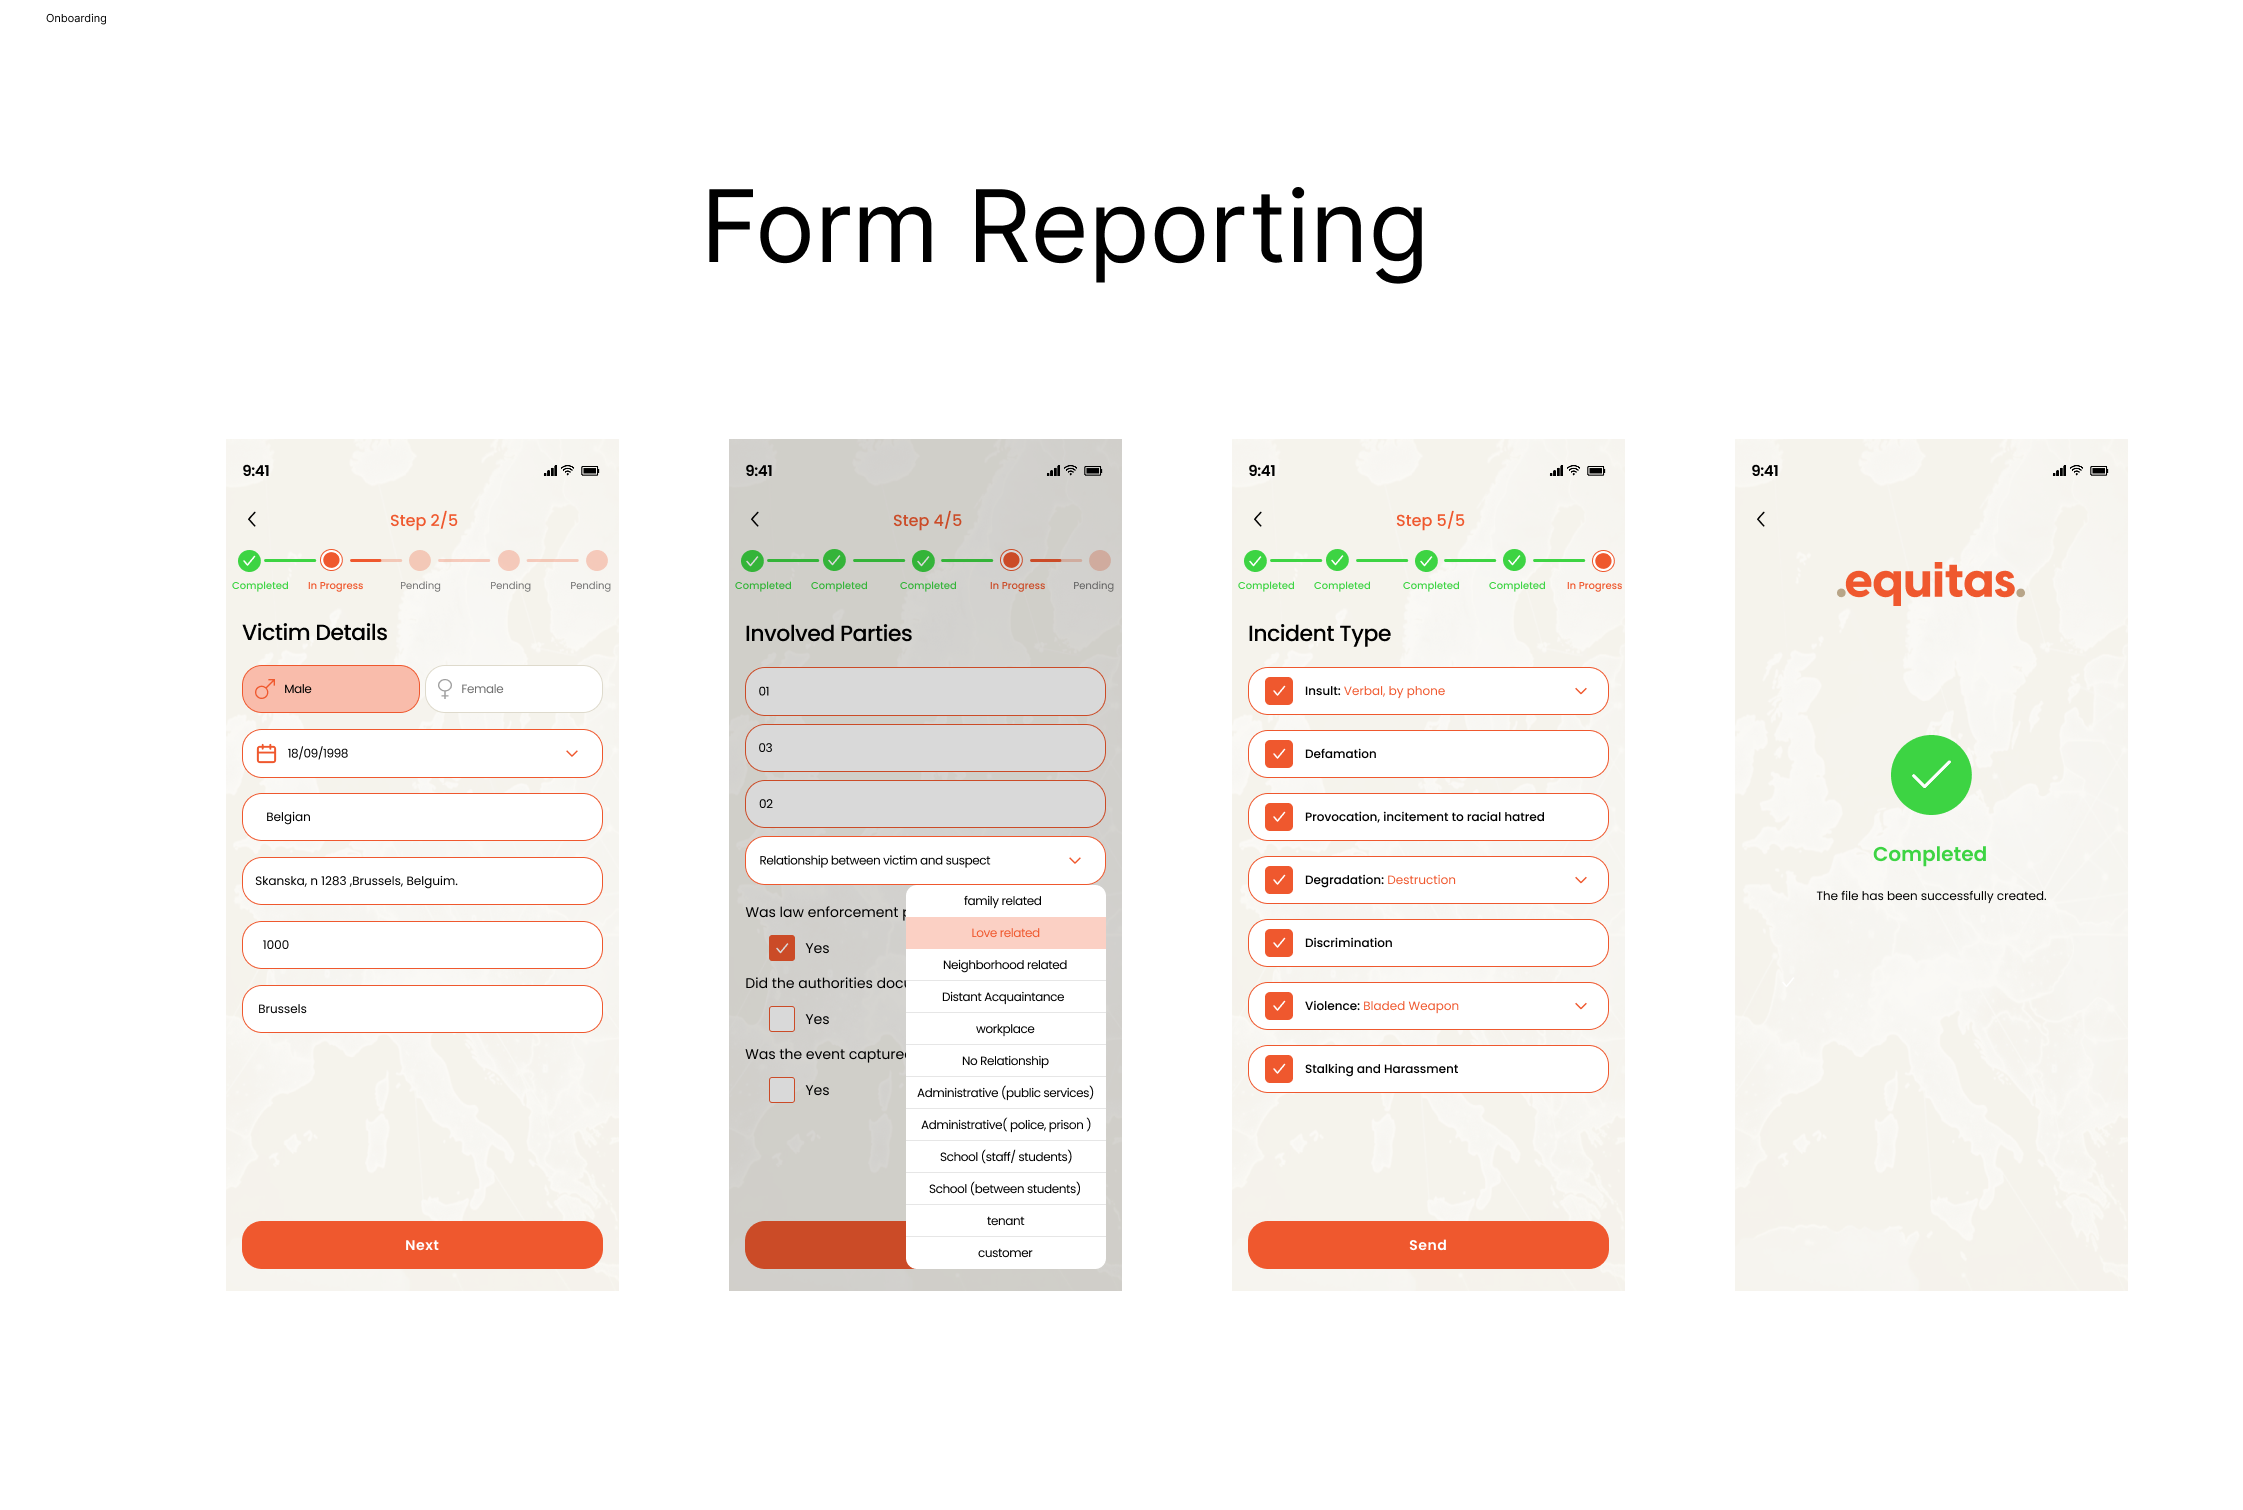 Onboarding
Form Reporting
9:41
Step 2/5
Completed In Progress Pending Pending Pending
Victim Details
Male Female
18/09/1998
Belgian
Skanska, n 1283 ,Brussels, Belguim.
1000
Brussels
Next
9:41
Step 4/5
Completed Completed Completed In Progress Pending
Involved Parties
01
03
02
Relationship between victim and suspect
Was law enforcement
Yes
Did the authorities
Yes
Was the event
Yes
family related
Love related
Neighborhood related
Distant Acquaintance
workplace
No Relationship
Administrative (public services)
Administrative( police, prison )
School (staff/ students)
School (between students)
tenant
customer
9:41
Step 5/5
Completed Completed Completed Completed In Progress
Incident Type
Insult: Verbal, by phone
Defamation
Provocation, incitement to racial hatred
Degradation: Destruction
Discrimination
Violence: Bladed Weapon
Stalking and Harassment
Send
9:41
.equitas.
Completed
The file has been successfully created.